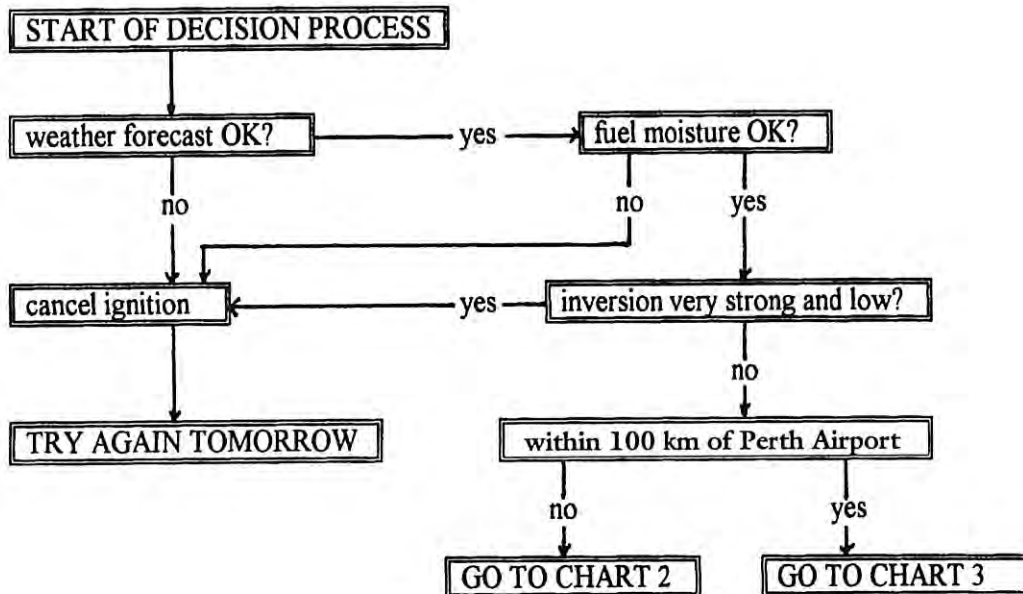 START OF DECISION PROCESS
weather forecast OK?
yes
fuel moisture OK?
no
no
yes
cancel ignition
yes
inversion very strong and low?
no
TRY AGAIN TOMORROW
within 100 km of Perth Airport
no
yes
GO TO CHART 2
GO TO CHART 3